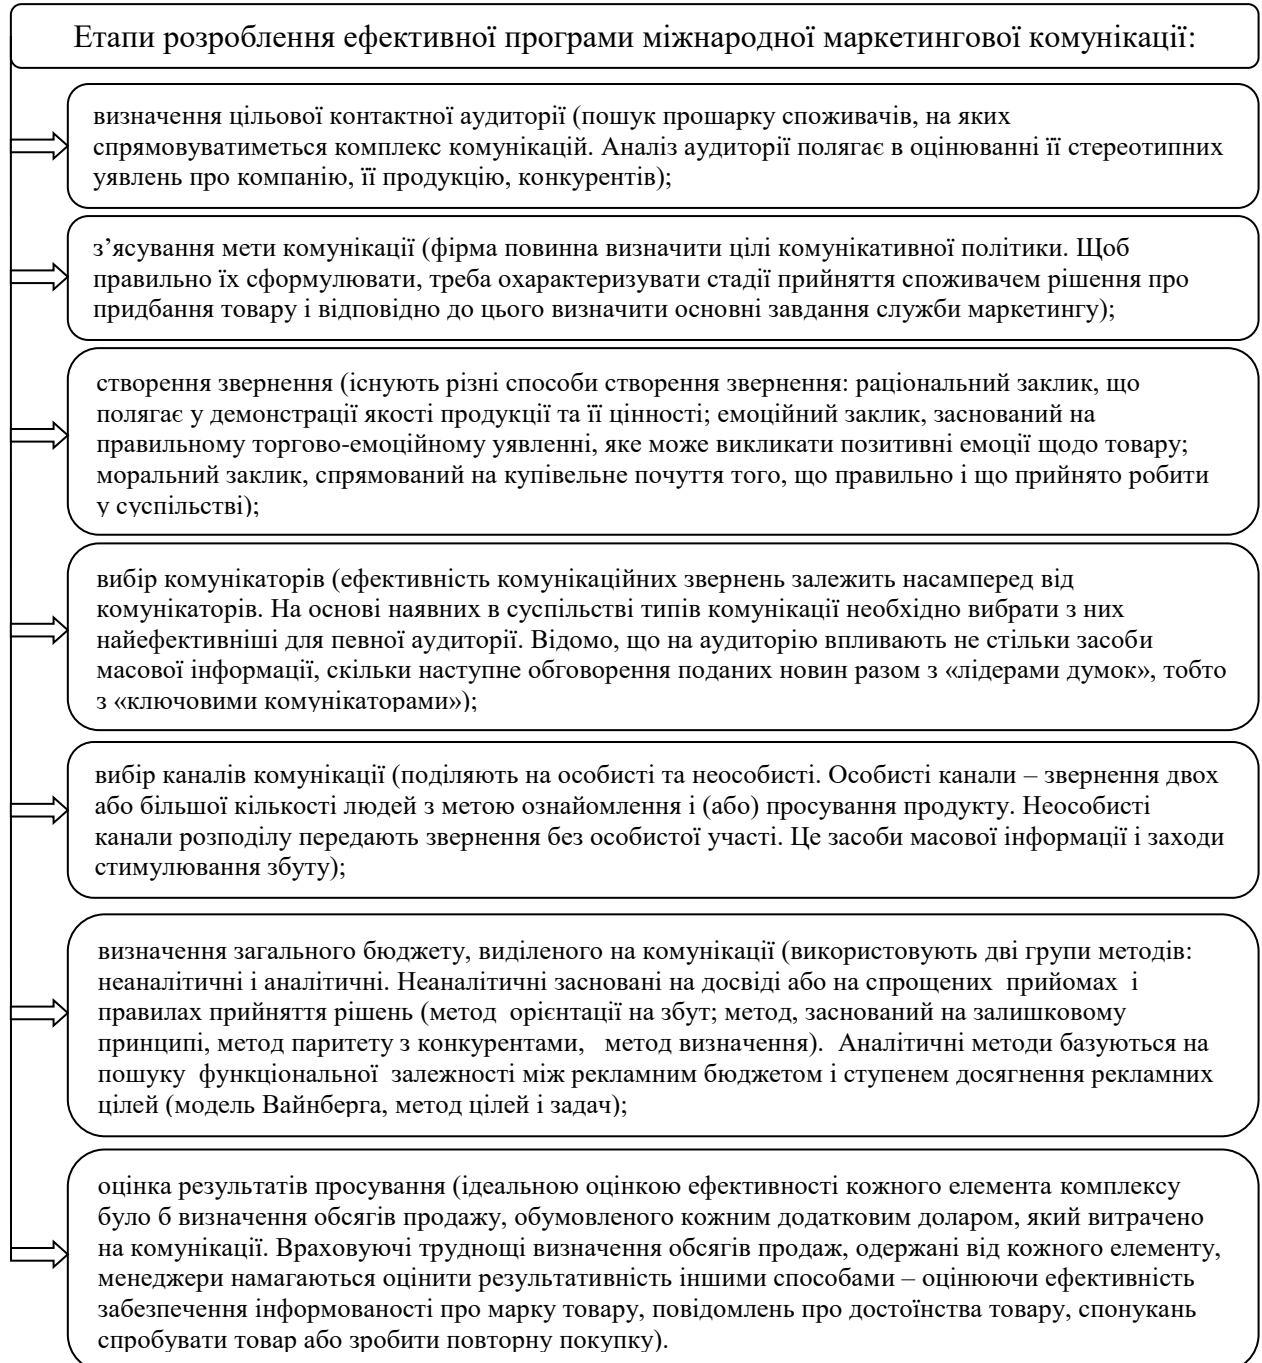 Етапи розроблення ефективної програми міжнародної маркетингової комунікації:
визначення цільової контактної аудиторії (пошук прошарку споживачів, на яких
спрямовуватиметься комплекс комунікацій. Аналіз аудиторії полягає в оцінюванні її стереотипних
уявлень про компанію, її продукцію, конкурентів);
з’ясування мети комунікації (фірма повинна визначити цілі комунікативної політики. Щоб
правильно їх сформулювати, треба охарактеризувати стадії прийняття споживачем рішення про
придбання товару і відповідно до цього визначити основні завдання служби маркетингу);
створення звернення (існують різні способи створення звернення: раціональний заклик, що
полягає у демонстрації якості продукції та її цінності; емоційний заклик, заснований на
правильному торгово-емоційному уявленні, яке може викликати позитивні емоції щодо товару;
моральний заклик, спрямований на купівельне почуття того, що правильно і що прийнято робити
у суспільстві);
вибір комунікаторів (ефективність комунікаційних звернень залежить насамперед від
комунікаторів. На основі наявних в суспільстві типів комунікації необхідно вибрати з них
найефективніші для певної аудиторії. Відомо, що на аудиторію впливають не стільки засоби
масової інформації, скільки наступне обговорення поданих новин разом з «лідерами думок», тобто
з «ключовими комунікаторами»);
вибір каналів комунікації (поділяють на особисті та неособисті. Особисті канали – звернення двох
або більшої кількості людей з метою ознайомлення і (або) просування продукту. Неособисті
канали розподілу передають звернення без особистої участі. Це засоби масової інформації і заходи
стимулювання збуту);
визначення загального бюджету, виділеного на комунікації (використовують дві групи методів:
неаналітичні і аналітичні. Неаналітичні засновані на досвіді або на спрощених прийомах і
правилах прийняття рішень (метод орієнтації на збут; метод, заснований на залишковому
принципі, метод паритету з конкурентами, метод визначення). Аналітичні методи базуються на
пошуку функціональної залежності між рекламним бюджетом і ступенем досягнення рекламних
цілей (модель Вайнберга, метод цілей і задач);
оцінка результатів просування (ідеальною оцінкою ефективності кожного елемента комплексу
було б визначення обсягів продажу, обумовленого кожним додатковим доларом, який витрачено
на комунікації. Враховуючі труднощі визначення обсягів продаж, одержані від кожного елементу,
менеджери намагаються оцінити результативність іншими способами – оцінюючи ефективність
забезпечення інформованості про марку товару, повідомлень про достоїнства товару, спонукань
спробувати товар або зробити повторну покупку).